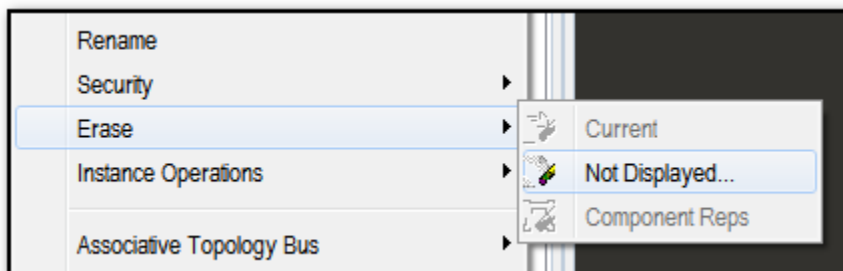 Rename
Security
Erase
Current
Not Displayed...
Component Reps
Instance Operations
Associative Topology Bus